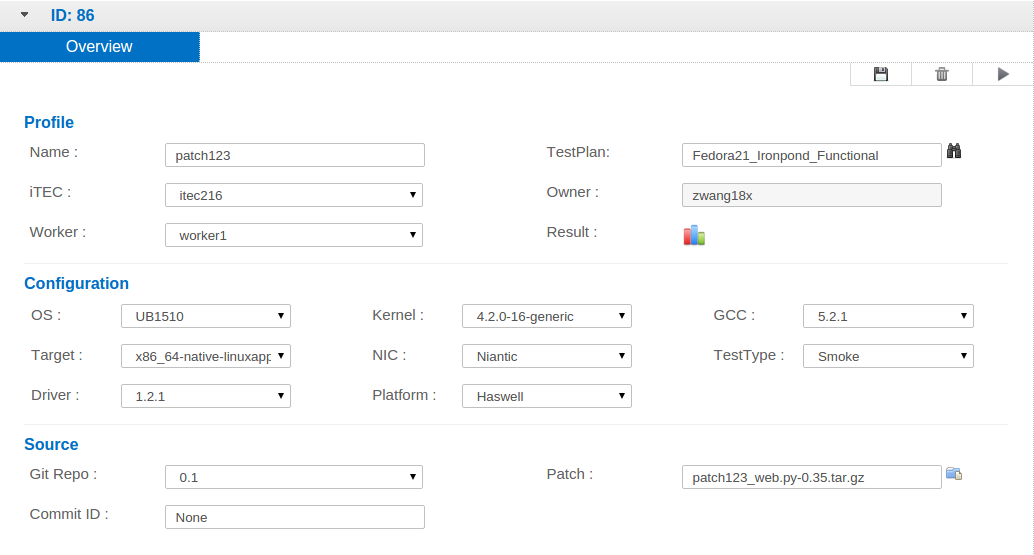 ID: 86
Overview
Profile
Name : patch123 TestPlan: Fedora21_Ironpond_Functional
iTEC : itec216 Owner : zwang18x
Worker : worker1 Result :
Configuration
OS : UB1510 Kernel : 4.2.0-16-generic GCC : 5.2.1
Target : x86_64-native-linuxapp NIC : Niantic TestType : Smoke
Driver : 1.2.1 Platform : Haswell
Source
Git Repo : 0.1 Patch : patch123_web.py-0.35.tar.gz
Commit ID : None